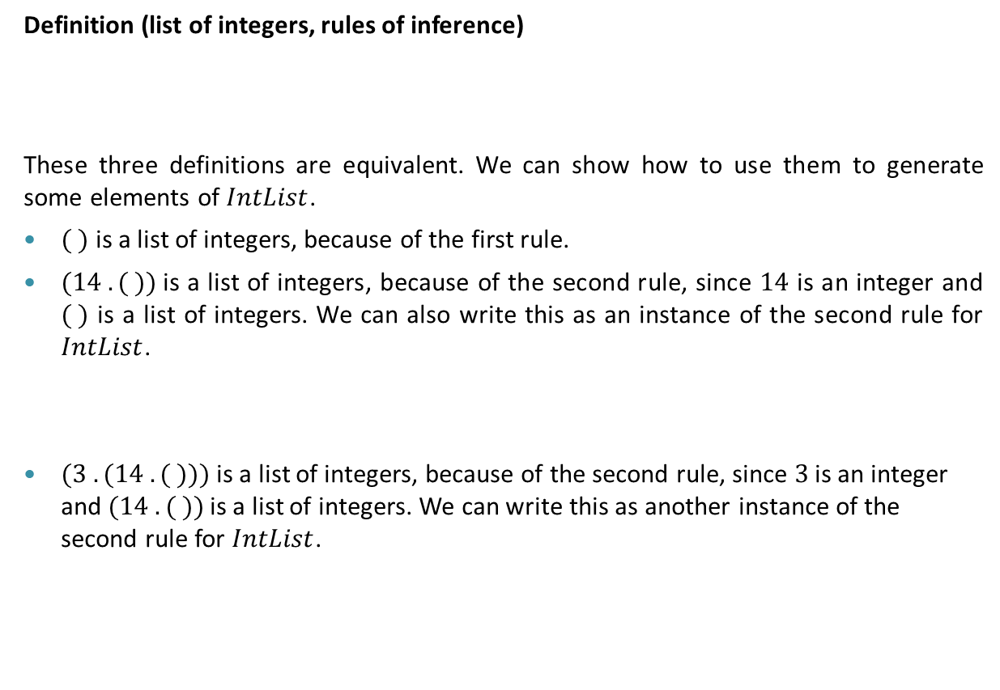 Definition (list of integers, rules of inference)
These three definitions are equivalent. We can show how to use them to generate
some elements of IntList.
• () is a list of integers, because of the first rule.
• (14 . ()) is a list of integers, because of the second rule, since 14 is an integer and
() is a list of integers. We can also write this as an instance of the second rule for
IntList.
• (3 . (14 . ())) is a list of integers, because of the second rule, since 3 is an integer
and (14 . ()) is a list of integers. We can write this as another instance of the
second rule for IntList.